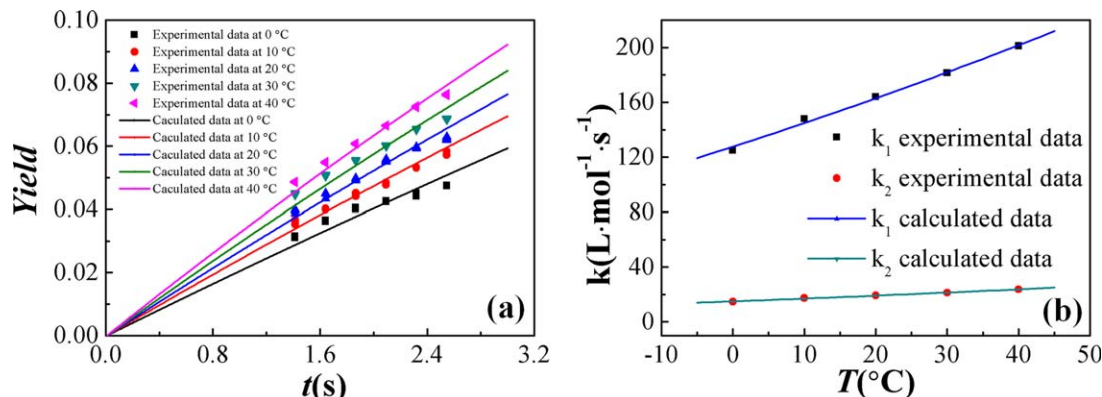 0.10
0.08
0.06
0.04
0.02
0.00
Yield
Experimental data at 0 °C
Experimental data at 10 °C
Experimental data at 20 °C
Experimental data at 30 °C
Experimental data at 40 °C
Caculated data at 0 °C
Caculated data at 10 °C
Caculated data at 20 °C
Caculated data at 30 °C
Caculated data at 40 °C
(a)
0.0 0.8 1.6 2.4 3.2
t(s)
200
160
120
80
40
0
k(L·mol⁻¹·s⁻¹)
k₁ experimental data
k₂ experimental data
k₁ calculated data
k₂ calculated data
(b)
-10 0 10 20 30 40 50
T(°C)